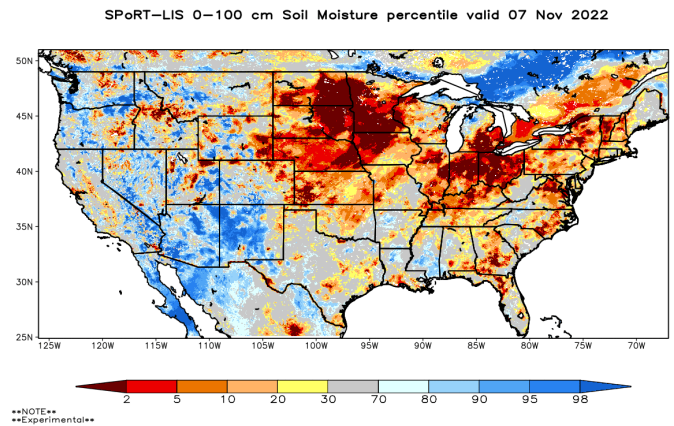 SPoRT-LIS 0-100 cm Soil Moisture percentile valid 07 Nov 2022
50N
45N
40N
35N
30N
25N
125W 120W 115W 110W 105W 100W 95W 90W 85W 80W 75W 70W
2 5 10 20 30 70 80 90 95 98
**NOTE**
**Experimental**